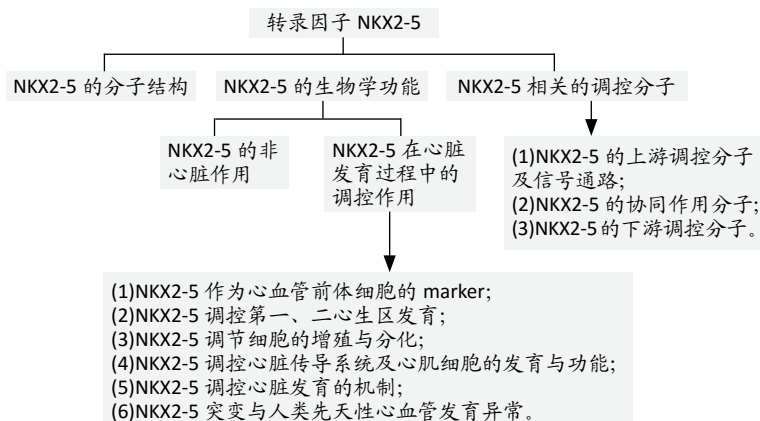 转录因子 NKX2-5
NKX2-5 的分子结构
NKX2-5 的生物学功能
NKX2-5 相关的调控分子
NKX2-5 的非
心脏作用
NKX2-5 在心脏
发育过程中的
调控作用
(1)NKX2-5 的上游调控分子
及信号通路;
(2)NKX2-5 的协同作用分子;
(3)NKX2-5的下游调控分子。
(1)NKX2-5 作为心血管前体细胞的 marker;
(2)NKX2-5 调控第一、二心生区发育;
(3)NKX2-5 调节细胞的增殖与分化;
(4)NKX2-5 调控心脏传导系统及心肌细胞的发育与功能;
(5)NKX2-5 调控心脏发育的机制;
(6)NKX2-5 突变与人类先天性心血管发育异常。